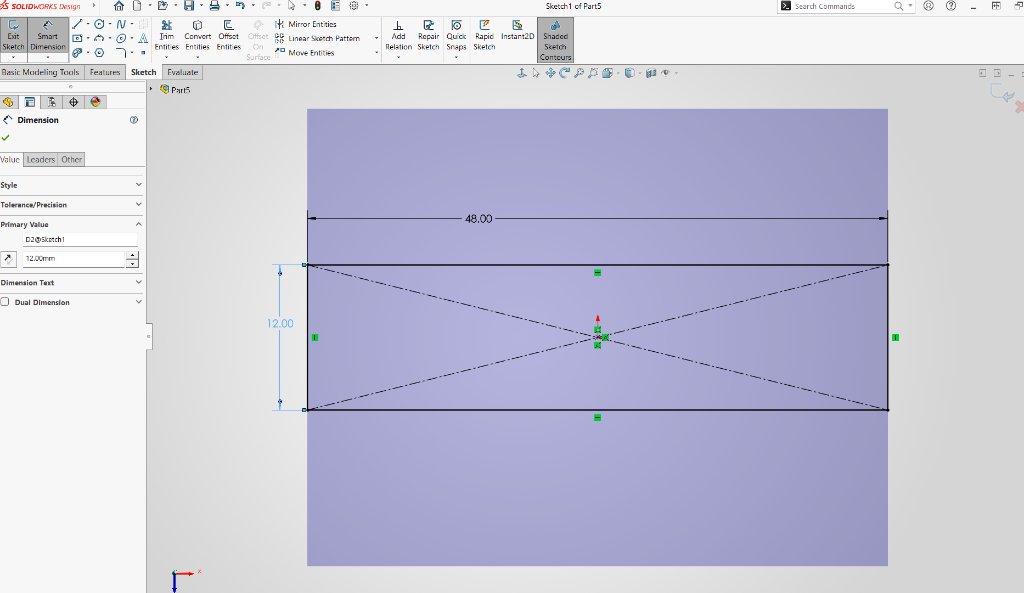 SOLIDWORKS Design
Sketch1 of Part5
Search Commands
Exit Sketch
Smart Dimension
Trim Entities
Convert Entities
Offset Entities
Offset On Surface
Mirror Entities
Linear Sketch Pattern
Move Entities
Add Relation
Repair Sketch
Quick Snaps
Rapid Sketch
Instant2D
Shaded Sketch Contours
Basic Modeling Tools
Features
Sketch
Evaluate
Part5
Dimension
Value
Leaders
Other
Style
Tolerance/Precision
Primary Value
D2@Sketch1
12.00mm
Dimension Text
Dual Dimension
48.00
12.00
x